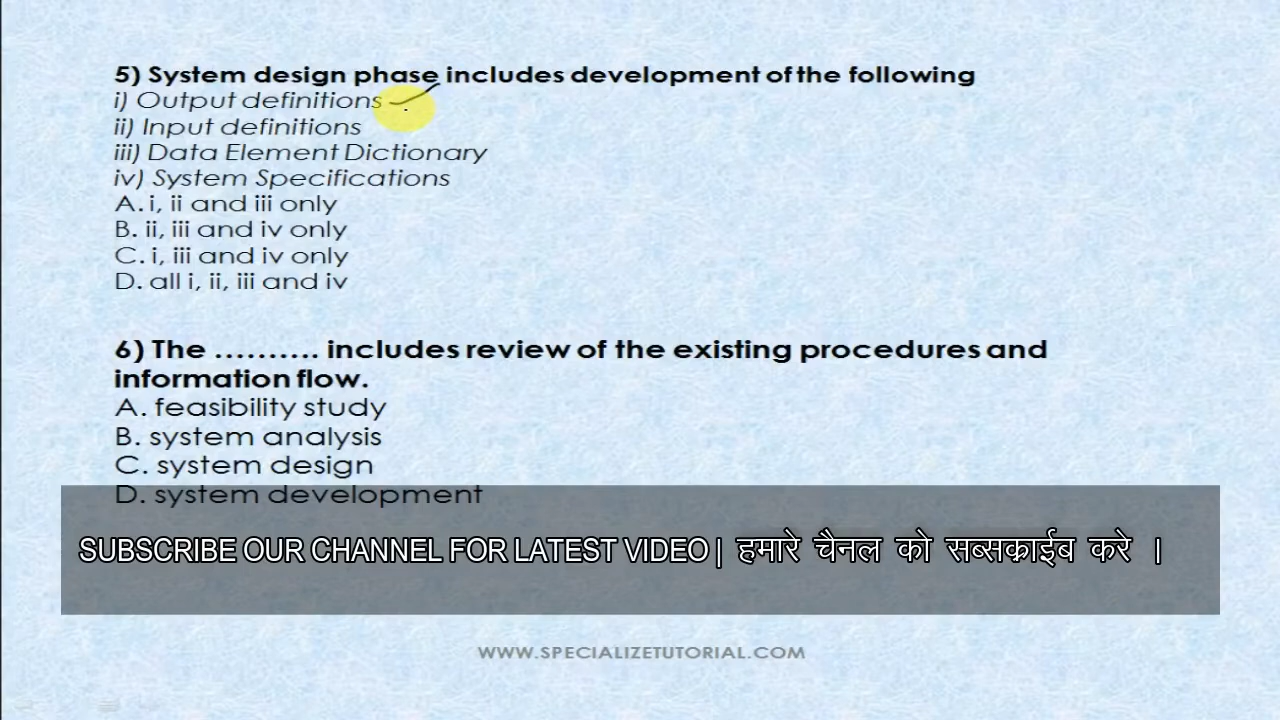 5) System design phase includes development of the following
i) Output definitions
ii) Input definitions
iii) Data Element Dictionary
iv) System Specifications
A. i, ii and iii only
B. ii, iii and iv only
C. i, iii and iv only
D. all i, ii, iii and iv
6) The .......... includes review of the existing procedures and
information flow.
A. feasibility study
B. system analysis
C. system design
D. system development
SUBSCRIBE OUR CHANNEL FOR LATEST VIDEO | हमारे चैनल को सब्सक्राईब करे |
WWW.SPECIALIZETUTORIAL.COM